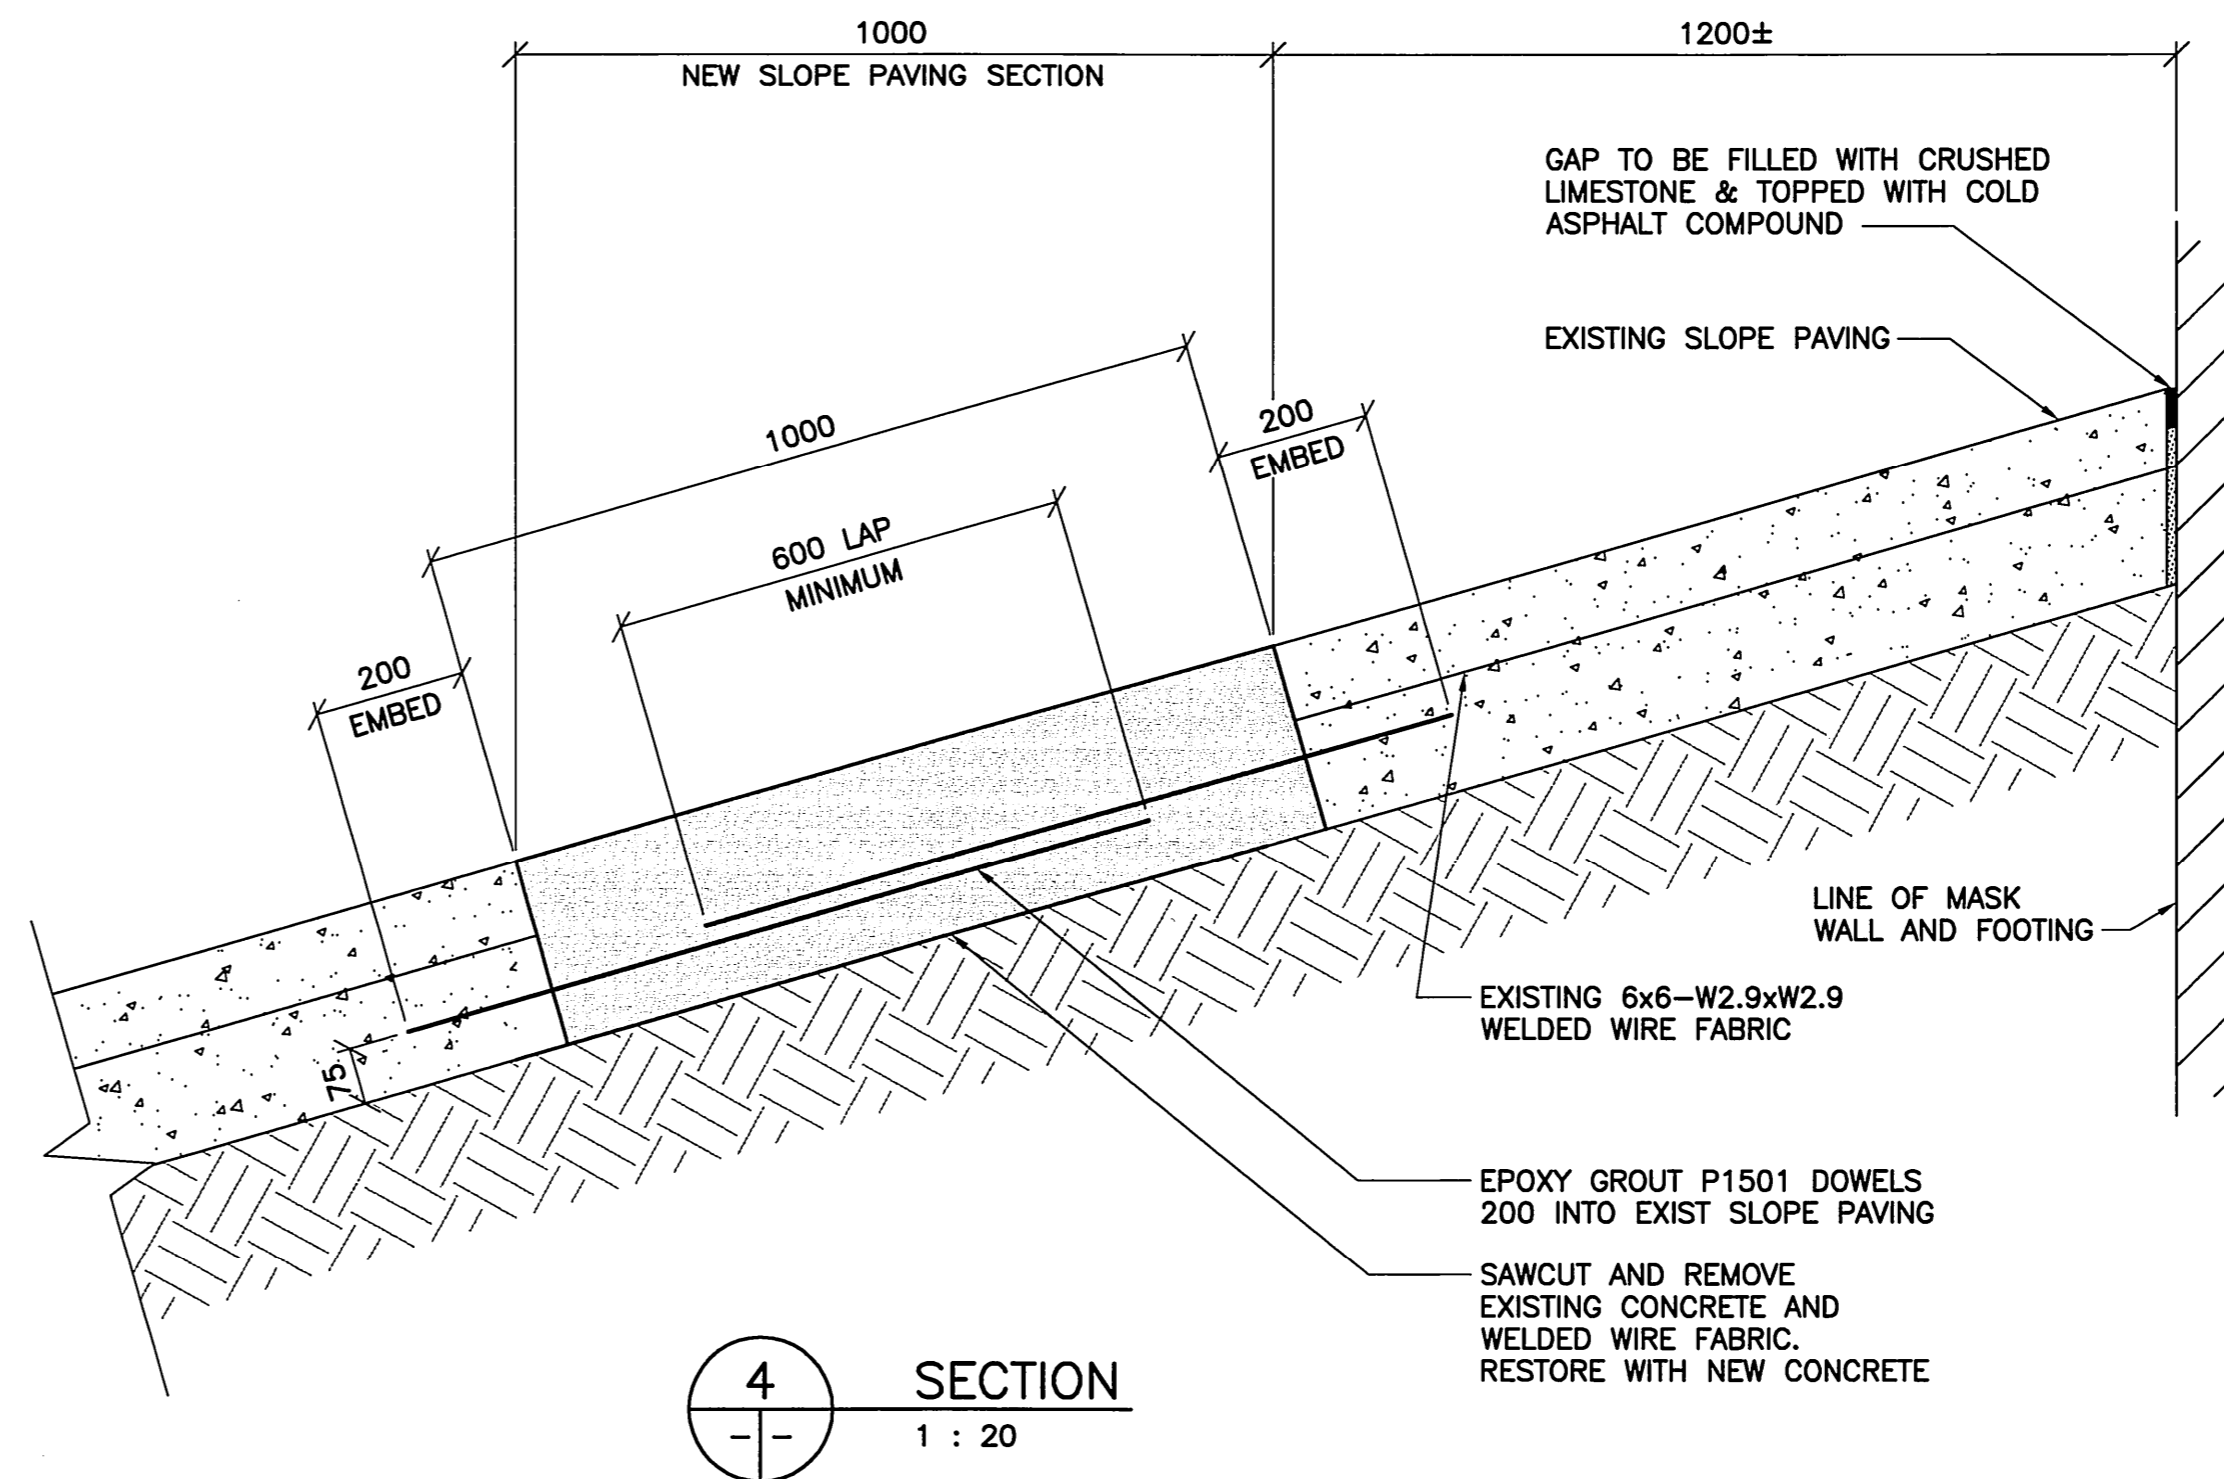 1000
1200±
NEW SLOPE PAVING SECTION
GAP TO BE FILLED WITH CRUSHED
LIMESTONE & TOPPED WITH COLD
ASPHALT COMPOUND
EXISTING SLOPE PAVING
1000
200
EMBED
600 LAP
MINIMUM
200
EMBED
75
LINE OF MASK
WALL AND FOOTING
EXISTING 6x6-W2.9xW2.9
WELDED WIRE FABRIC
EPOXY GROUT P1501 DOWELS
200 INTO EXIST SLOPE PAVING
SAWCUT AND REMOVE
EXISTING CONCRETE AND
WELDED WIRE FABRIC.
RESTORE WITH NEW CONCRETE
4
- -
SECTION
1 : 20